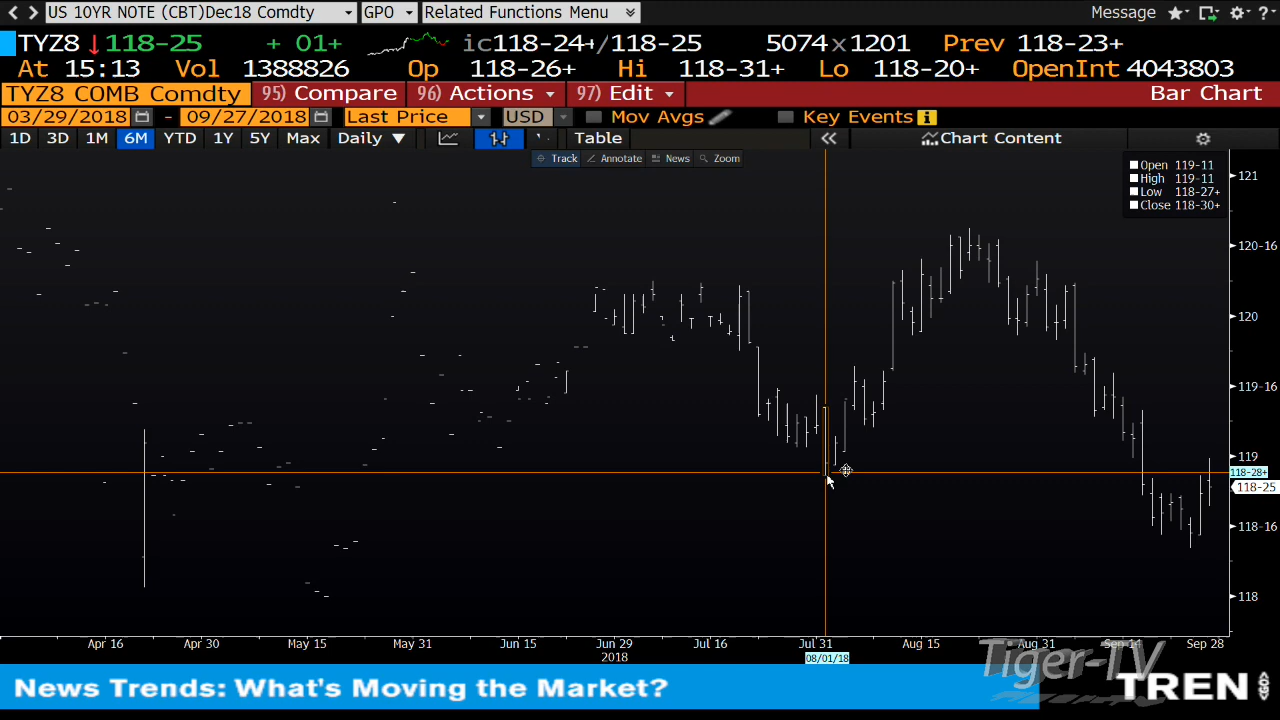 US 10YR NOTE (CBT)Dec18 Comdty GPO Related Functions Menu Message ?
TYZ8 118-25 + 01+ ic118-24+/118-25 5074x1201 Prev 118-23+
At 15:13 Vol 1388826 Op 118-26+ Hi 118-31+ Lo 118-20+ OpenInt 4043803
TYZ8 COMB Comdty 95) Compare 96) Actions 97) Edit Bar Chart
03/29/2018 - 09/27/2018 Last Price USD Mov Avgs Key Events
1D 3D 1M 6M YTD 1Y 5Y Max Daily Table Chart Content
Track Annotate News Zoom
Open 119-11
High 119-11
Low 118-27+
Close 118-30+
121
120-16
120
119-16
119
118-28+
118-25
118-16
118
Apr 16 Apr 30 May 15 May 31 Jun 15 Jun 29 Jul 16 Jul 31 Aug 15 Aug 31 Sep 14 Sep 28
2018 08/01/18
Tiger-TV
News Trends: What's Moving the Market? TREN